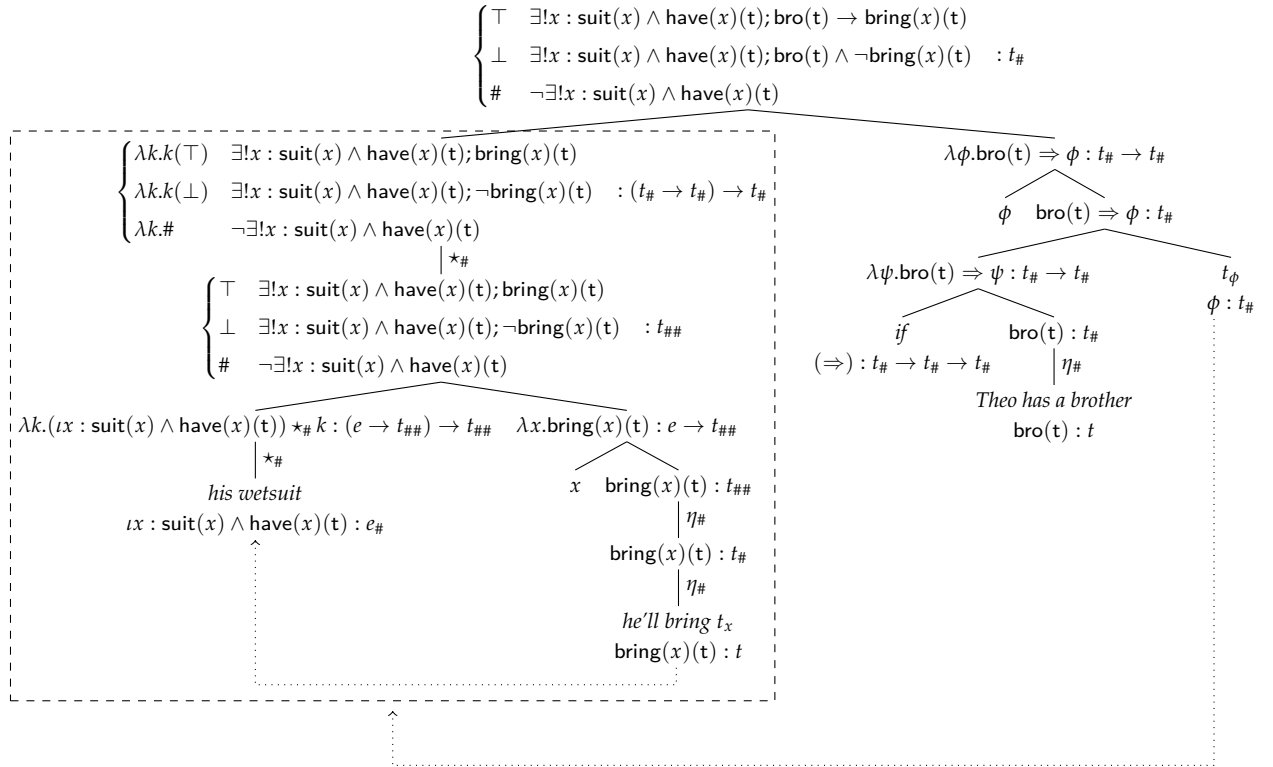 ⊤ ∃!x : suit(x) ∧ have(x)(t); bro(t) → bring(x)(t)
⊥ ∃!x : suit(x) ∧ have(x)(t); bro(t) ∧ ¬bring(x)(t) : t#
# ¬∃!x : suit(x) ∧ have(x)(t)
λk.k(⊤) ∃!x : suit(x) ∧ have(x)(t); bring(x)(t)
λk.k(⊥) ∃!x : suit(x) ∧ have(x)(t); ¬bring(x)(t) : (t# → t#) → t#
λk.# ¬∃!x : suit(x) ∧ have(x)(t)
⋆#
⊤ ∃!x : suit(x) ∧ have(x)(t); bring(x)(t)
⊥ ∃!x : suit(x) ∧ have(x)(t); ¬bring(x)(t) : t##
# ¬∃!x : suit(x) ∧ have(x)(t)
λk.(ιx : suit(x) ∧ have(x)(t)) ⋆# k : (e → t##) → t##
⋆#
his wetsuit
ιx : suit(x) ∧ have(x)(t) : e#
λx.bring(x)(t) : e → t##
x
bring(x)(t) : t##
η#
bring(x)(t) : t#
η#
he'll bring tx
bring(x)(t) : t
λϕ.bro(t) ⇒ ϕ : t# → t#
ϕ
bro(t) ⇒ ϕ : t#
λψ.bro(t) ⇒ ψ : t# → t#
if
(⇒) : t# → t# → t#
bro(t) : t#
η#
Theo has a brother
bro(t) : t
tϕ
ϕ : t#